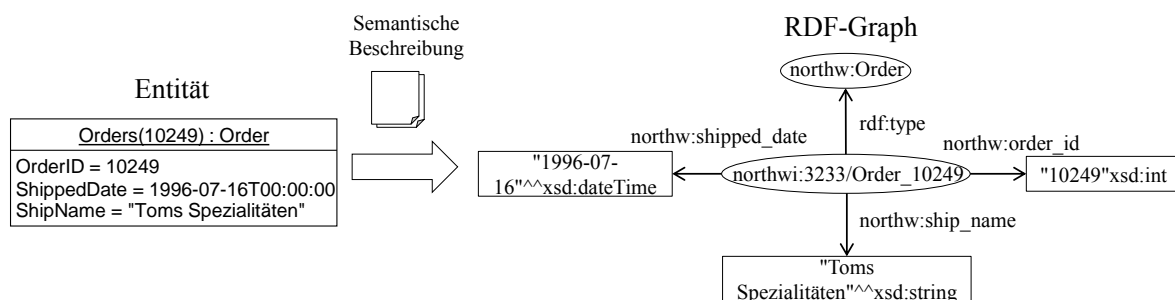 Semantische
Beschreibung
RDF-Graph
Entität
northw:Order
Orders(10249) : Order
OrderID = 10249
ShippedDate = 1996-07-16T00:00:00
ShipName = "Toms Spezialitäten"
northw:shipped_date
rdf:type
northw:order_id
"1996-07-
16"^^xsd:dateTime
northwi:3233/Order_10249
"10249"xsd:int
northw:ship_name
"Toms
Spezialitäten"^^xsd:string